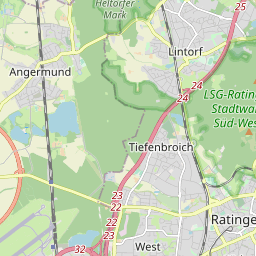 25
Heltorfer
Mark
Lintorf
Angermund
24
24
LSG-Ratin
Stadtwa
Süd-Wes
Tiefenbroich
23
22
22
23
Ratinge
West
32